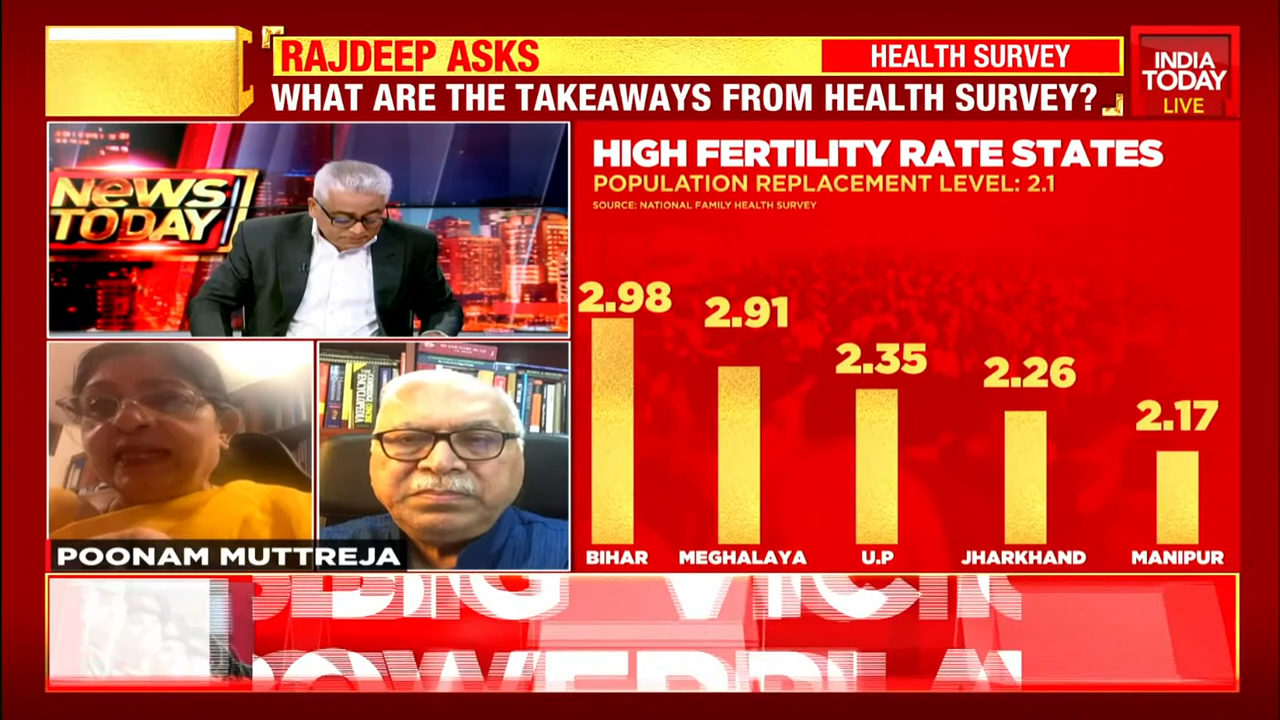 RAJDEEP ASKS
HEALTH SURVEY
WHAT ARE THE TAKEAWAYS FROM HEALTH SURVEY?
INDIA
TODAY
LIVE
NEWS
TODAY
POONAM MUTTREJA
HIGH FERTILITY RATE STATES
POPULATION REPLACEMENT LEVEL: 2.1
SOURCE: NATIONAL FAMILY HEALTH SURVEY
2.98 2.91 2.35 2.26 2.17
BIHAR MEGHALAYA U.P JHARKHAND MANIPUR